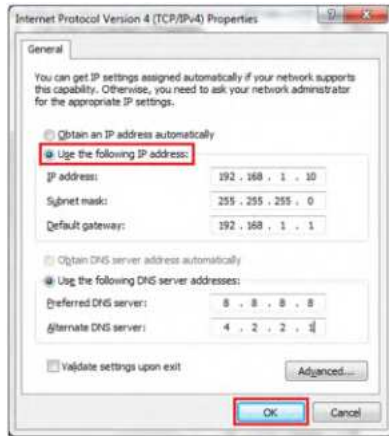 Internet Protocol Version 4 (TCP/IPv4) Properties
General
You can get IP settings assigned automatically if your network supports
this capability. Otherwise, you need to ask your network administrator
for the appropriate IP settings.
Obtain an IP address automatically
Use the following IP address:
IP address: 192 . 168 . 1 . 10
Subnet mask: 255 . 255 . 255 . 0
Default gateway: 192 . 168 . 1 . 1
Obtain DNS server address automatically
Use the following DNS server addresses:
Preferred DNS server: 8 . 8 . 8 . 8
Alternate DNS server: 4 . 2 . 2 . 1
Validate settings upon exit
Advanced...
OK Cancel